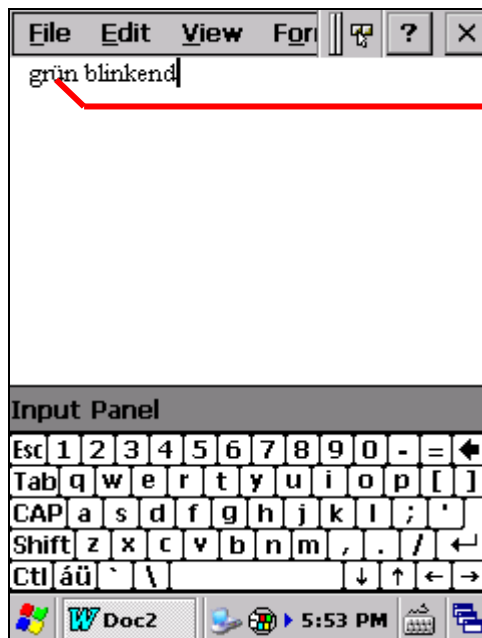 File Edit View For ? ×
grün blinkend
Input Panel
Esc 1 2 3 4 5 6 7 8 9 0 - =
Tab q w e r t y u i o p [ ]
CAP a s d f g h j k l ; '
Shift z x c v b n m , . /
Ctl áü ` \ ↓ ↑ ← →
Doc2 5:53 PM